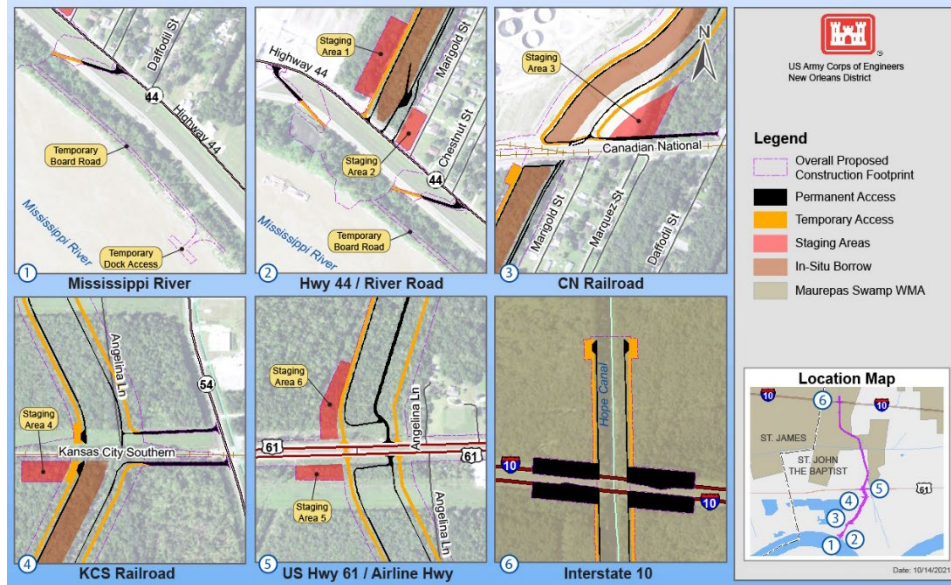 Daffodil St
44
Highway 44
Temporary
Board Road
Mississippi River
Temporary
Dock Access
1
Mississippi River
Highway 44
Staging
Area 1
Marigold St
Chestnut St
Staging
Area 2
44
Mississippi River
Temporary
Board Road
2
Hwy 44 / River Road
N
Staging
Area 3
Canadian National
Marigold St
Marquez St
Daffodil St
3
CN Railroad
Angelina Ln
54
Staging
Area 4
Kansas City Southern
4
KCS Railroad
Staging
Area 6
Angelina Ln
61
61
Staging
Area 5
Angelina Ln
5
US Hwy 61 / Airline Hwy
Hope Canal
10
10
6
Interstate 10
®
US Army Corps of Engineers
New Orleans District
Legend
Overall Proposed
Construction Footprint
Permanent Access
Temporary Access
Staging Areas
In-Situ Borrow
Maurepas Swamp WMA
Location Map
10
6
10
ST. JAMES
ST. JOHN
THE BAPTIST
61
5
4
3
1
2
Date: 10/14/2021